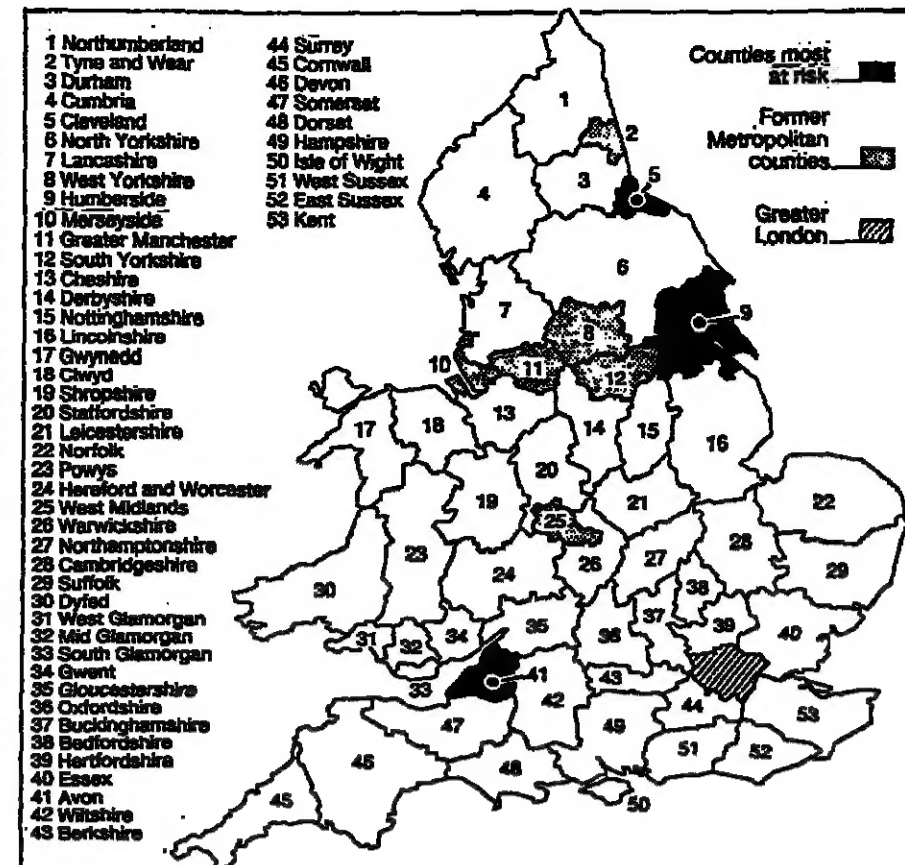 1 Northumberland
2 Tyne and Wear
3 Durham
4 Cumbria
5 Cleveland
6 North Yorkshire
7 Lancashire
8 West Yorkshire
9 Humberside
10 Merseyside
11 Greater Manchester
12 South Yorkshire
13 Cheshire
14 Derbyshire
15 Nottinghamshire
16 Lincolnshire
17 Gwynedd
18 Clwyd
19 Shropshire
20 Staffordshire
21 Leicestershire
22 Norfolk
23 Powys
24 Hereford and Worcester
25 West Midlands
26 Warwickshire
27 Northamptonshire
28 Cambridgeshire
29 Suffolk
30 Dyfed
31 West Glamorgan
32 Mid Glamorgan
33 South Glamorgan
34 Gwent
35 Gloucestershire
36 Oxfordshire
37 Buckinghamshire
38 Bedfordshire
39 Hertfordshire
40 Essex
41 Avon
42 Wiltshire
43 Berkshire
44 Surrey
45 Cornwall
46 Devon
47 Somerset
48 Dorset
49 Hampshire
50 Isle of Wight
51 West Sussex
52 East Sussex
53 Kent
Counties most
at risk
Former
Metropolitan
counties
Greater
London
1
2
3
5
4
6
7
8
9
10
11
12
13
14
15
16
17
18
19
20
21
22
23
24
25
26
27
28
29
30
31
32
34
35
36
37
38
39
40
33
41
42
43
44
53
47
49
51
52
46
48
45
50